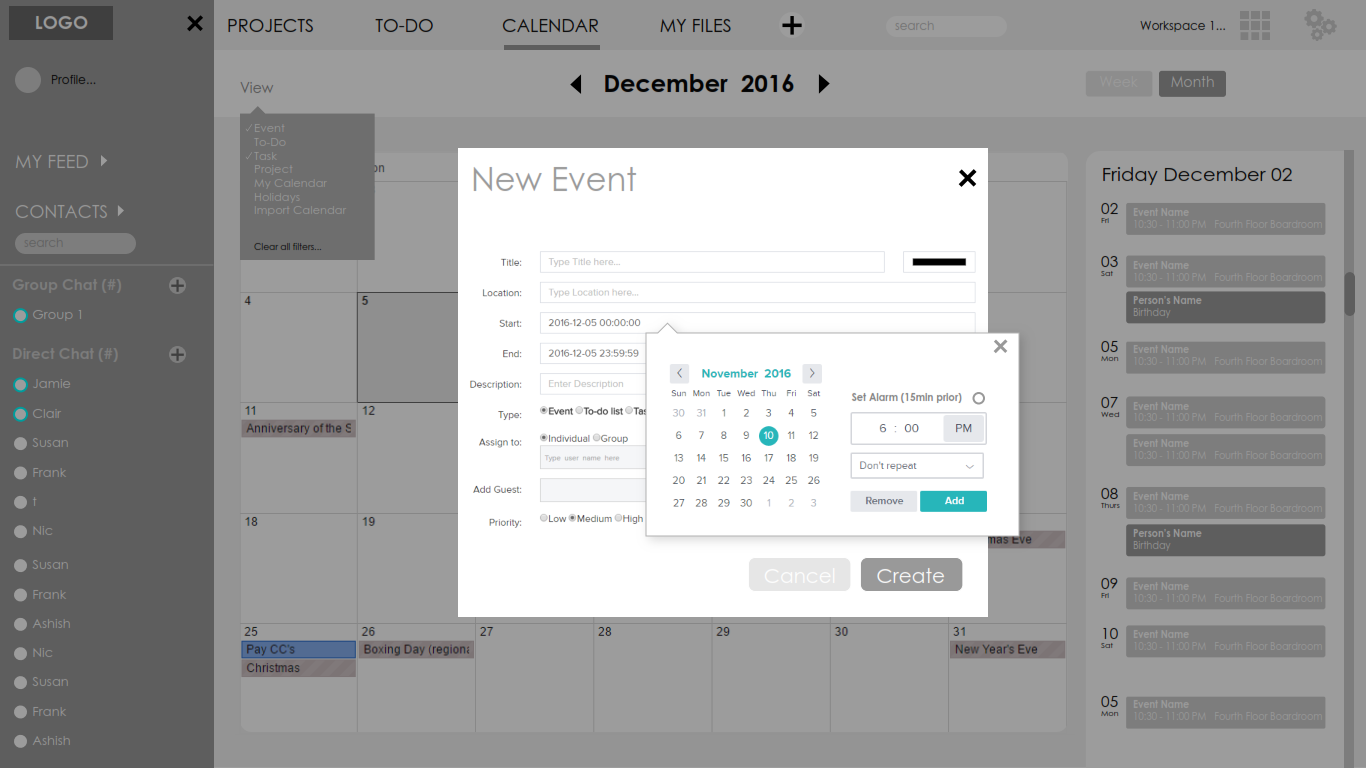 LOGO
PROJECTS
TO-DO
CALENDAR
MY FILES
search
Workspace 1...
Profile...
MY FEED
CONTACTS
search
Group Chat (#)
Group 1
Direct Chat (#)
Jamie
Clair
Susan
Frank
t
Nic
Susan
Frank
Ashish
Nic
Susan
Frank
Ashish
View
December 2016
Week
Month
✓Event
To-Do
✓Task
Project
My Calendar
Holidays
Import Calendar
Clear all filters...
on
4
5
11
12
Anniversary of the S
18
19
mas Eve
25
26
27
28
29
30
31
Pay CC's
Boxing Day (regiona
New Year's Eve
Christmas
New Event
Title:
Type Title here...
Location:
Type Location here...
Start:
2016-12-05 00:00:00
End:
2016-12-05 23:59:59
Description:
Enter Description
Type:
Event To-do list Tas
Assign to:
Individual Group
Type user name here
Add Guest:
Priority:
Low Medium High
Cancel
Create
November 2016
Sun Mon Tue Wed Thu Fri Sat
30 31 1 2 3 4 5
6 7 8 9 10 11 12
13 14 15 16 17 18 19
20 21 22 23 24 25 26
27 28 29 30 1 2 3
Set Alarm (15min prior)
6 : 00 PM
Don't repeat
Remove
Add
Friday December 02
02
Fri
Event Name
10:30 - 11:00 PM Fourth Floor Boardroom
03
Sat
Event Name
10:30 - 11:00 PM Fourth Floor Boardroom
Person's Name
Birthday
05
Mon
Event Name
10:30 - 11:00 PM Fourth Floor Boardroom
07
Wed
Event Name
10:30 - 11:00 PM Fourth Floor Boardroom
Event Name
10:30 - 11:00 PM Fourth Floor Boardroom
08
Thurs
Event Name
10:30 - 11:00 PM Fourth Floor Boardroom
Person's Name
Birthday
09
Fri
Event Name
10:30 - 11:00 PM Fourth Floor Boardroom
10
Sat
Event Name
10:30 - 11:00 PM Fourth Floor Boardroom
05
Mon
Event Name
10:30 - 11:00 PM Fourth Floor Boardroom